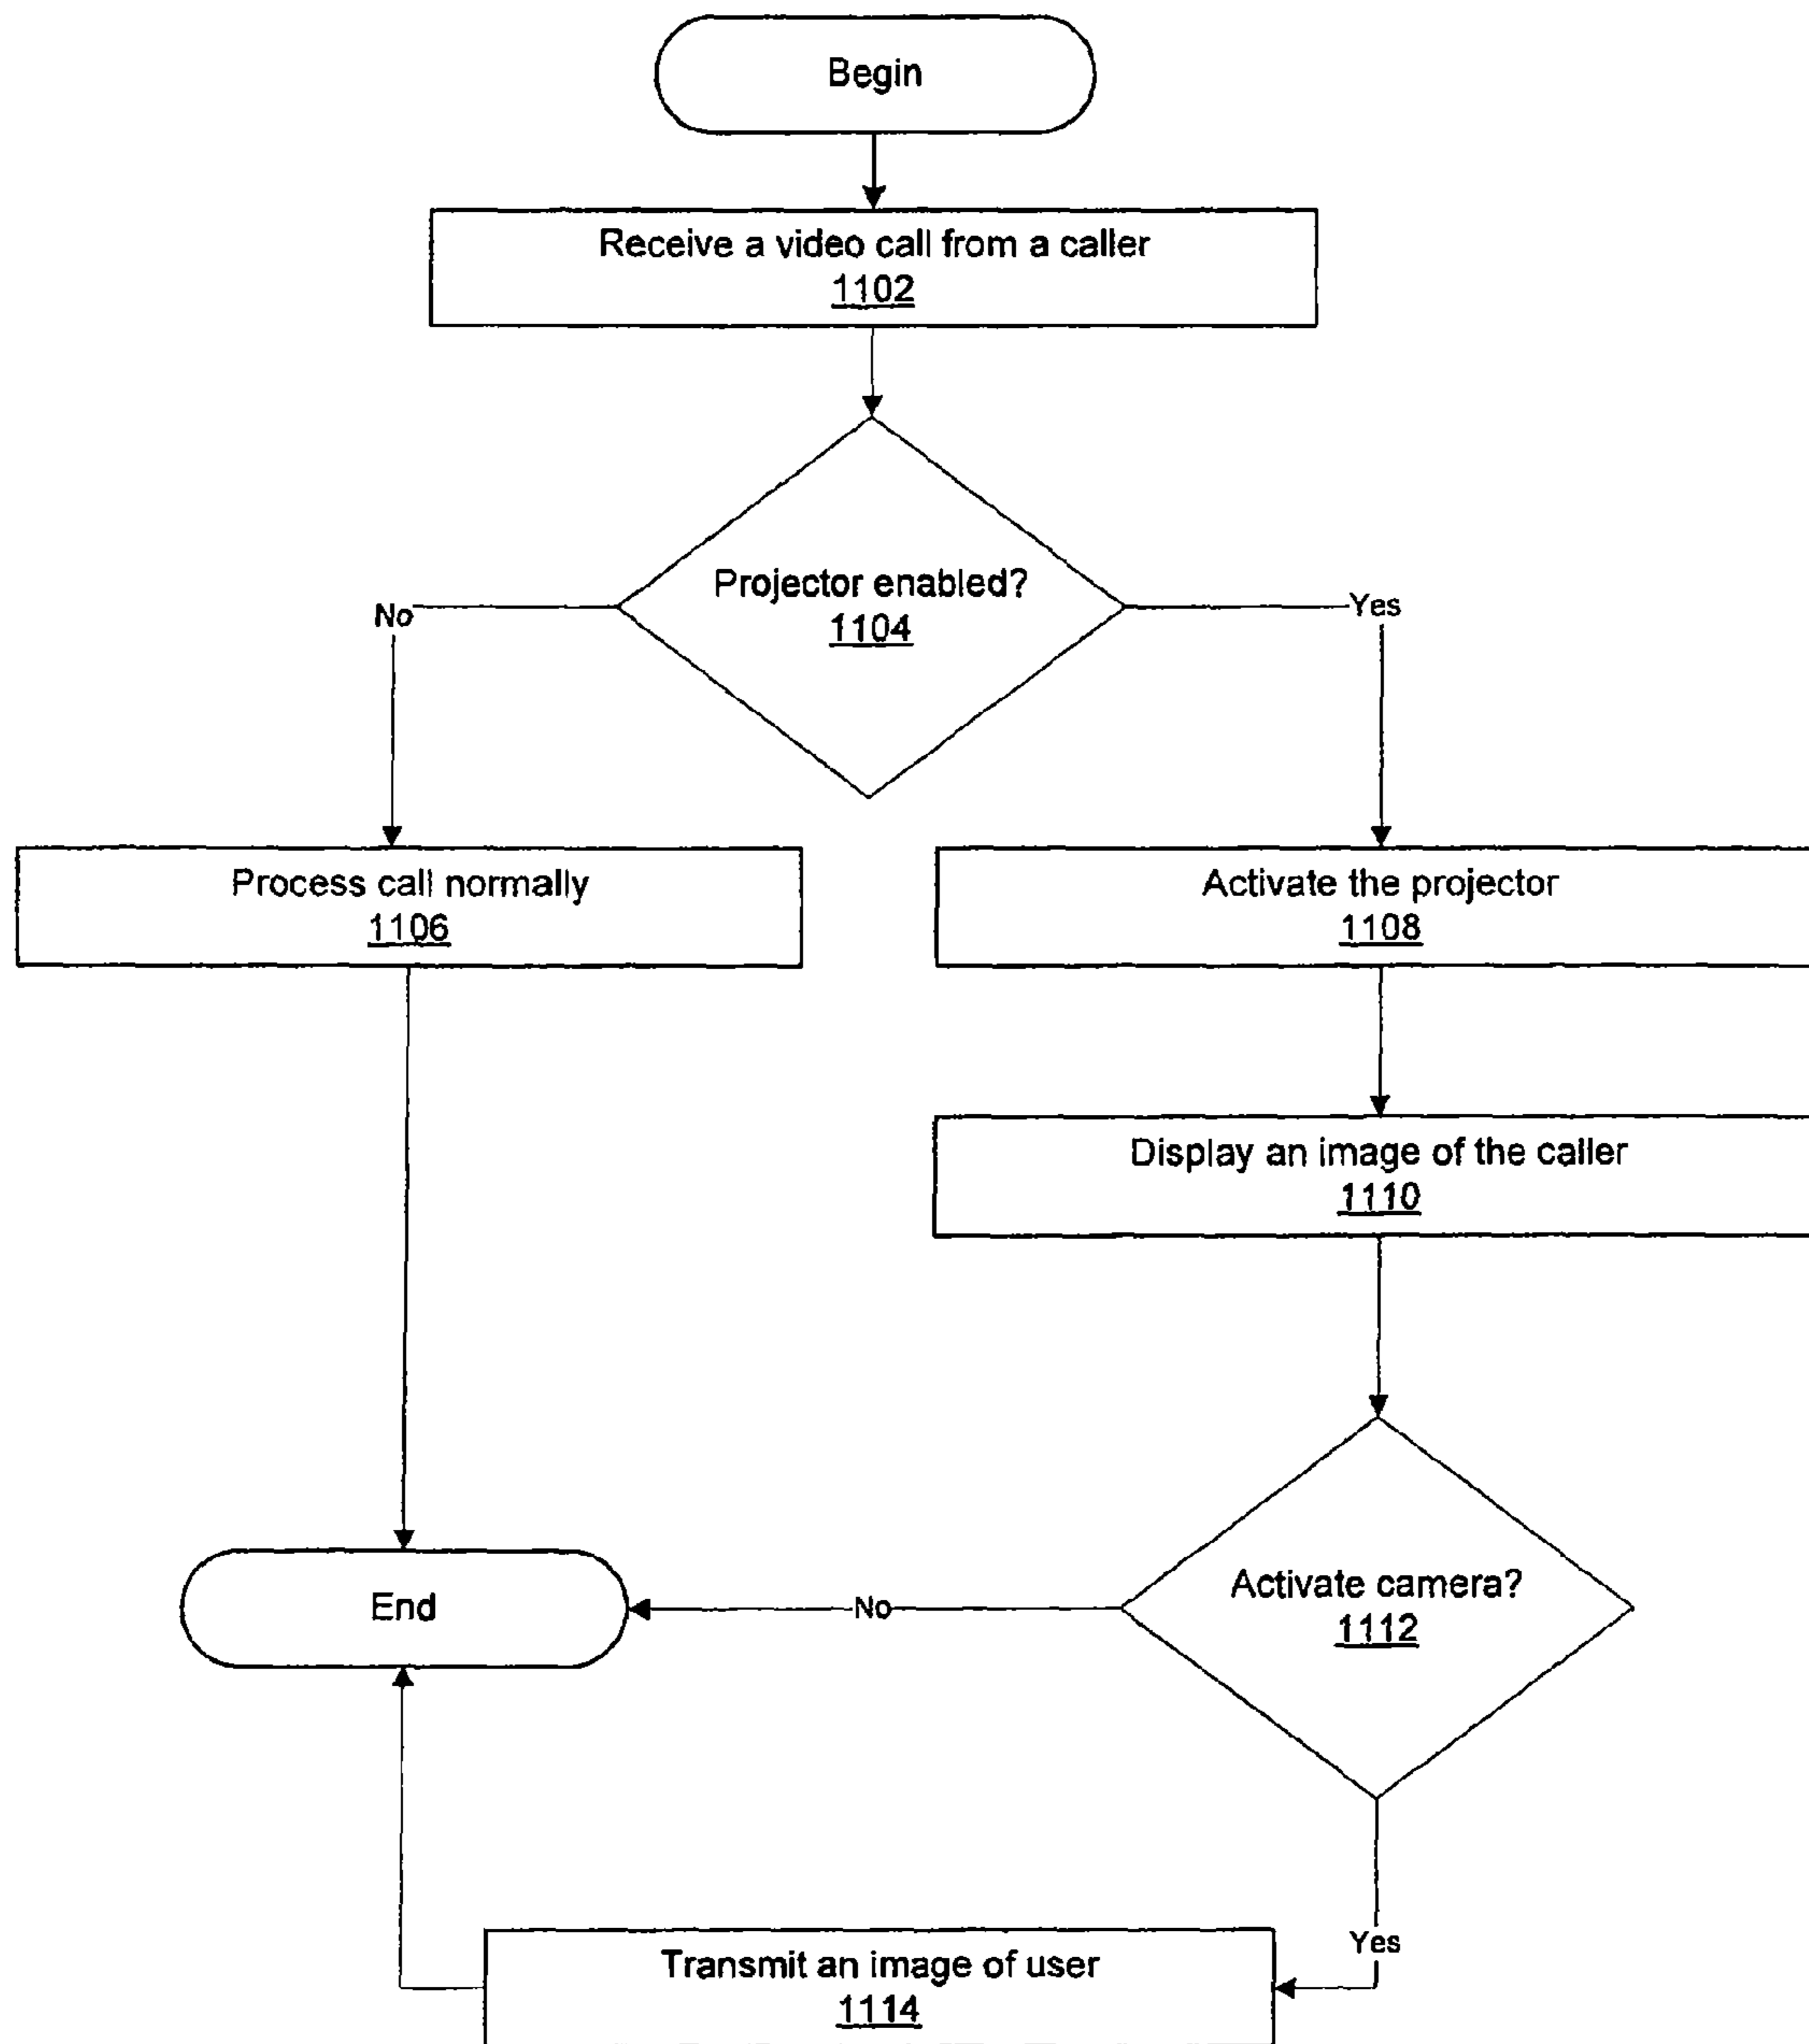 Begin
Receive a video call from a caller
1102
Projector enabled?
1104
No
Yes
Process call normally
1106
Activate the projector
1108
Display an image of the caller
1110
Activate camera?
1112
End
No
Yes
Transmit an image of user
1114